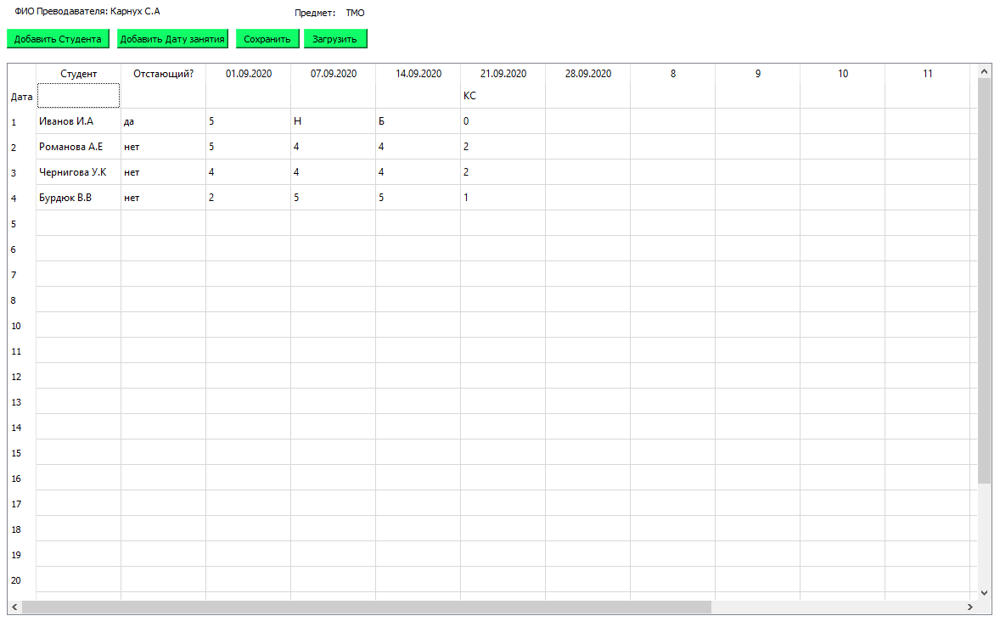 ФИО Преводавателя: Карнух С.А Предмет: ТМО
Добавить Студента Добавить Дату занятия Сохранить Загрузить
Студент Отстающий? 01.09.2020 07.09.2020 14.09.2020 21.09.2020 28.09.2020 8 9 10 11
Дата КС
1 Иванов И.А да 5 Н Б 0
2 Романова А.Е нет 5 4 4 2
3 Чернигова У.К нет 4 4 4 2
4 Бурдюк В.В нет 2 5 5 1
5
6
7
8
10
11
12
13
14
15
16
17
18
19
20